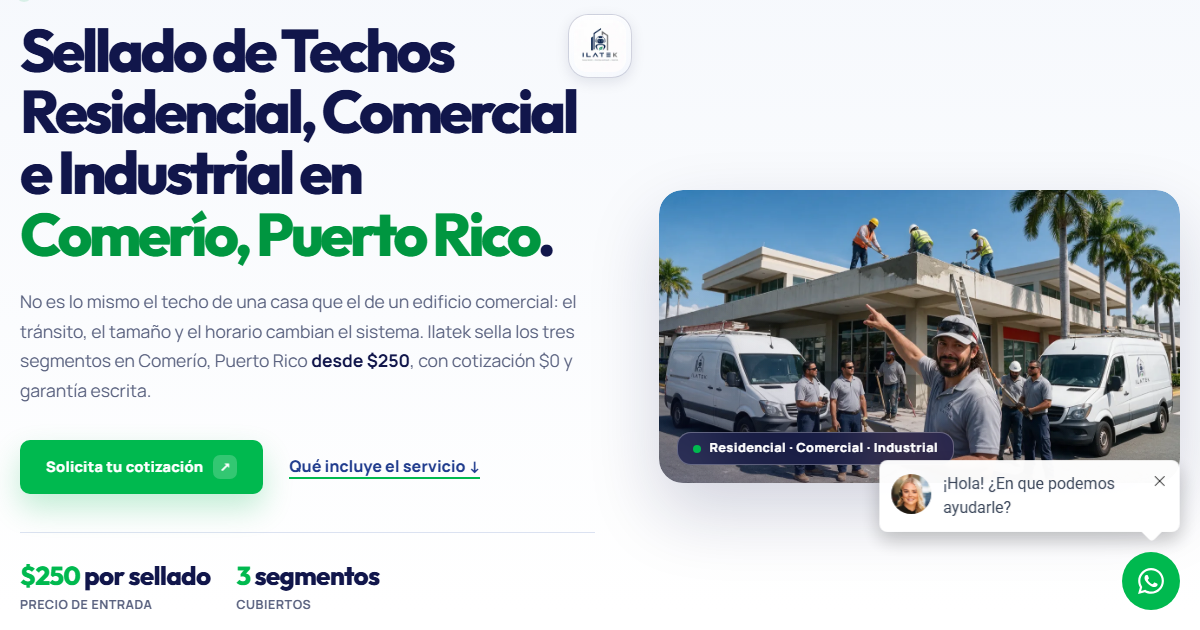 Sellado de Techos
Residencial, Comercial
e Industrial en
Comerío, Puerto Rico.
No es lo mismo el techo de una casa que el de un edificio comercial: el
tránsito, el tamaño y el horario cambian el sistema. Ilatek sella los tres
segmentos en Comerío, Puerto Rico desde $250, con cotización $0 y
garantía escrita.
Solicita tu cotización ↗
Qué incluye el servicio ↓
$250 por sellado
PRECIO DE ENTRADA
3 segmentos
CUBIERTOS
ILATEK
ILATEK
ILATEK
Residencial · Comercial · Industrial
¡Hola! ¿En que podemos
ayudarle?